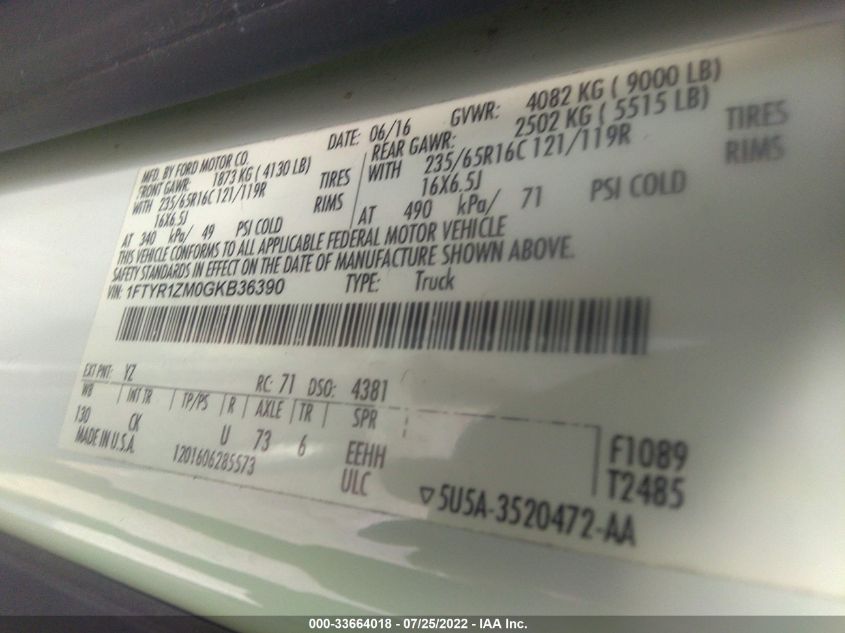 MFD. BY FORD MOTOR CO. DATE: 06/16 GVWR: 4082 KG ( 9000 LB)
FRONT GAWR: 1873 KG ( 4130 LB) REAR GAWR: 2502 KG ( 5515 LB)
WITH 235/65R16C 121/119R TIRES WITH 235/65R16C 121/119R TIRES
16X6.5J RIMS 16X6.5J RIMS
AT 340 kPa/ 49 PSI COLD AT 490 kPa/ 71 PSI COLD
THIS VEHICLE CONFORMS TO ALL APPLICABLE FEDERAL MOTOR VEHICLE
SAFETY STANDARDS IN EFFECT ON THE DATE OF MANUFACTURE SHOWN ABOVE.
VIN: 1FTYR1ZM0GKB36390 TYPE: Truck
EXT PNT: YZ RC: 71 DSO: 4381
WB INT TR TP/PS R AXLE TR SPR
130 CK U 73 6 EEHH F1089
MADE IN U.S.A. 1201606285573 ULC T2485
5U5A-3520472-AA
000-33664018 - 07/25/2022 - IAA Inc.